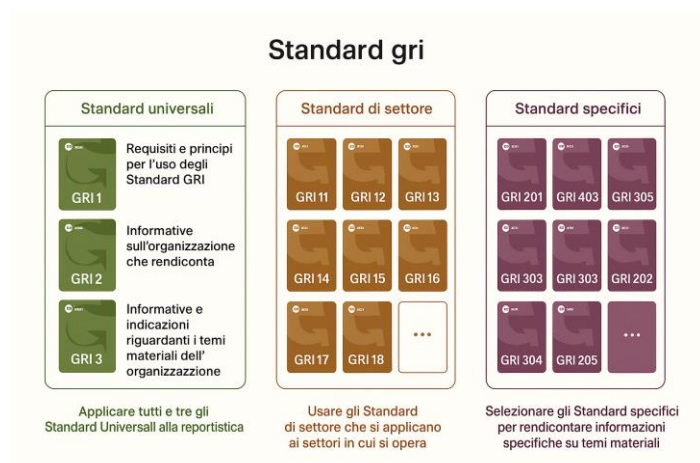 Standard gri
Standard universali
GRI 1
Requisiti e principi
per l'uso degli
Standard GRI
GRI 2
Informative
sull'organizzazione
che rendiconta
GRI 3
Informative e
indicazioni
riguardanti i temi
materiali dell'
organizzazzione
Applicare tutti e tre gli
Standard Universall alla reportistica
Standard di settore
GRI 11
GRI 12
GRI 13
GRI 14
GRI 15
GRI 16
GRI 17
GRI 18
...
Usare gli Standard
di settore che si applicano
ai settori in cui si opera
Standard specifici
GRI 201
GRI 403
GRI 305
GRI 303
GRI 303
GRI 202
GRI 304
GRI 205
...
Selezionare gli Standard specifici
per rendicontare informazioni
specifiche su temi materiali